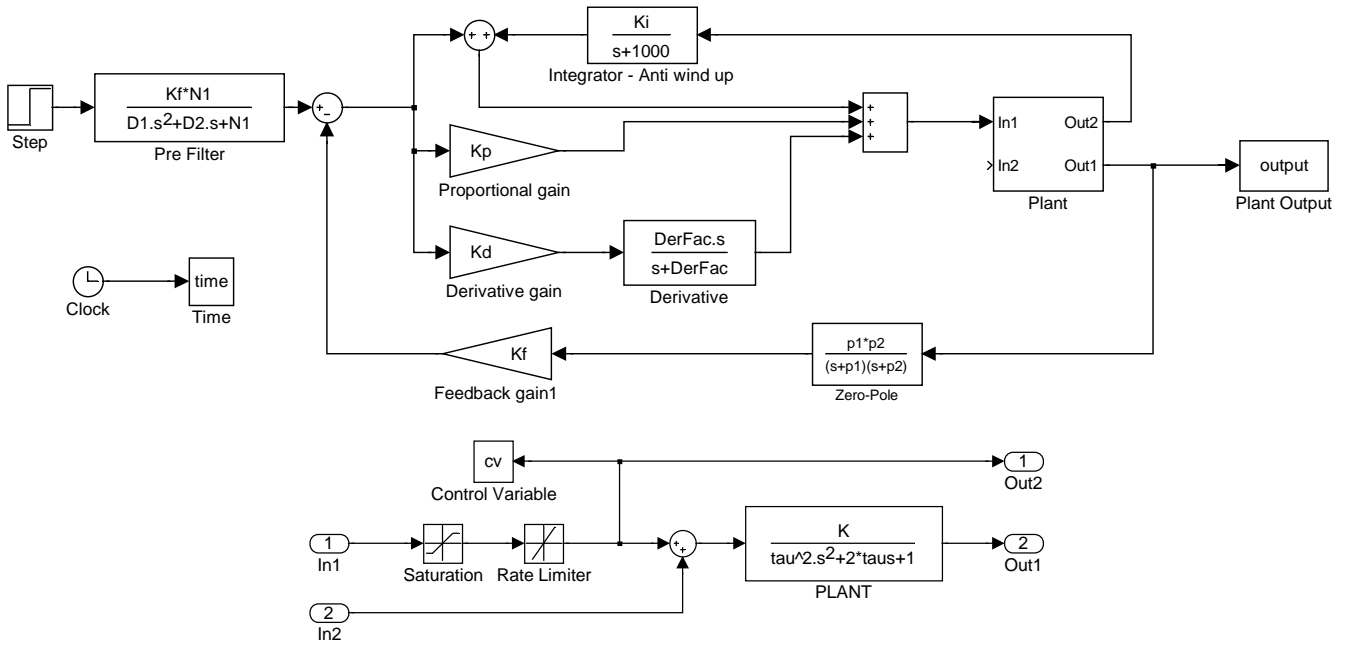 Ki
s+1000
Integrator - Anti wind up
+ +
Kf*N1
D1.s²+D2.s+N1
Pre Filter
Step
+
−
+
+
+
In1
Out2
In2
Out1
Plant
output
Plant Output
Kp
Proportional gain
Kd
Derivative gain
DerFac.s
s+DerFac
Derivative
Clock
time
Time
Kf
Feedback gain1
p1*p2
(s+p1)(s+p2)
Zero-Pole
cv
Control Variable
1
Out2
1
In1
Saturation
Rate Limiter
+
+
K
tau^2.s²+2*taus+1
PLANT
2
Out1
2
In2